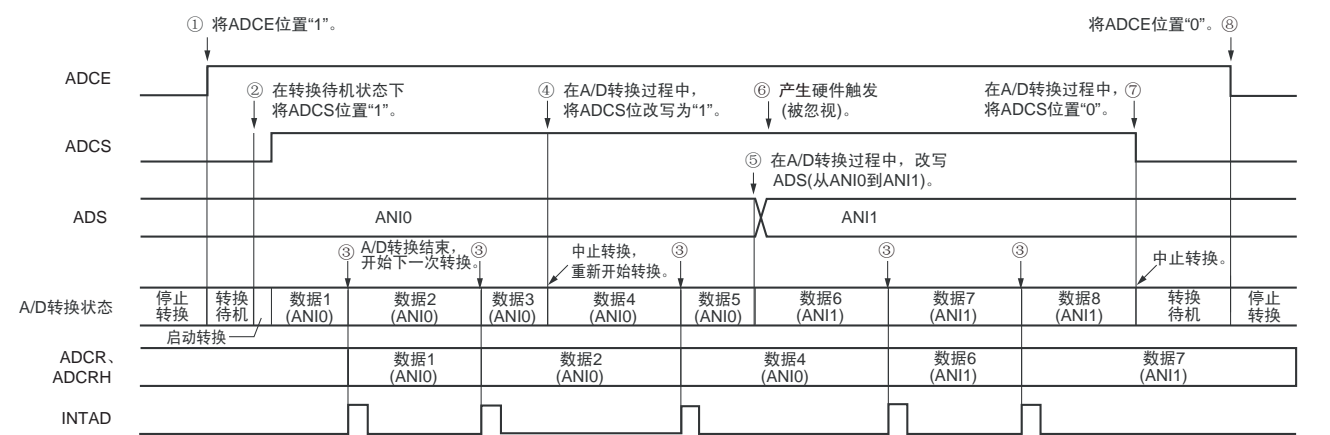 ① 将ADCE位置“1”。
将ADCE位置“0”。⑧
ADCE
② 在转换待机状态下
将ADCS位置“1”。
④ 在A/D转换过程中，
将ADCS位改写为“1”。
⑥ 产生硬件触发
(被忽视)。
在A/D转换过程中，⑦
将ADCS位置“0”。
ADCS
⑤ 在A/D转换过程中，改写
ADS(从ANI0到ANI1)。
ADS
ANI0
ANI1
③ A/D转换结束，
开始下一次转换。
③
中止转换，
重新开始转换。
③
③
③
中止转换。
A/D转换状态
停止
转换
转换
待机
数据1
(ANI0)
数据2
(ANI0)
数据3
(ANI0)
数据4
(ANI0)
数据5
(ANI0)
数据6
(ANI1)
数据7
(ANI1)
数据8
(ANI1)
转换
待机
停止
转换
启动转换
ADCR、
ADCRH
数据1
(ANI0)
数据2
(ANI0)
数据4
(ANI0)
数据6
(ANI1)
数据7
(ANI1)
INTAD